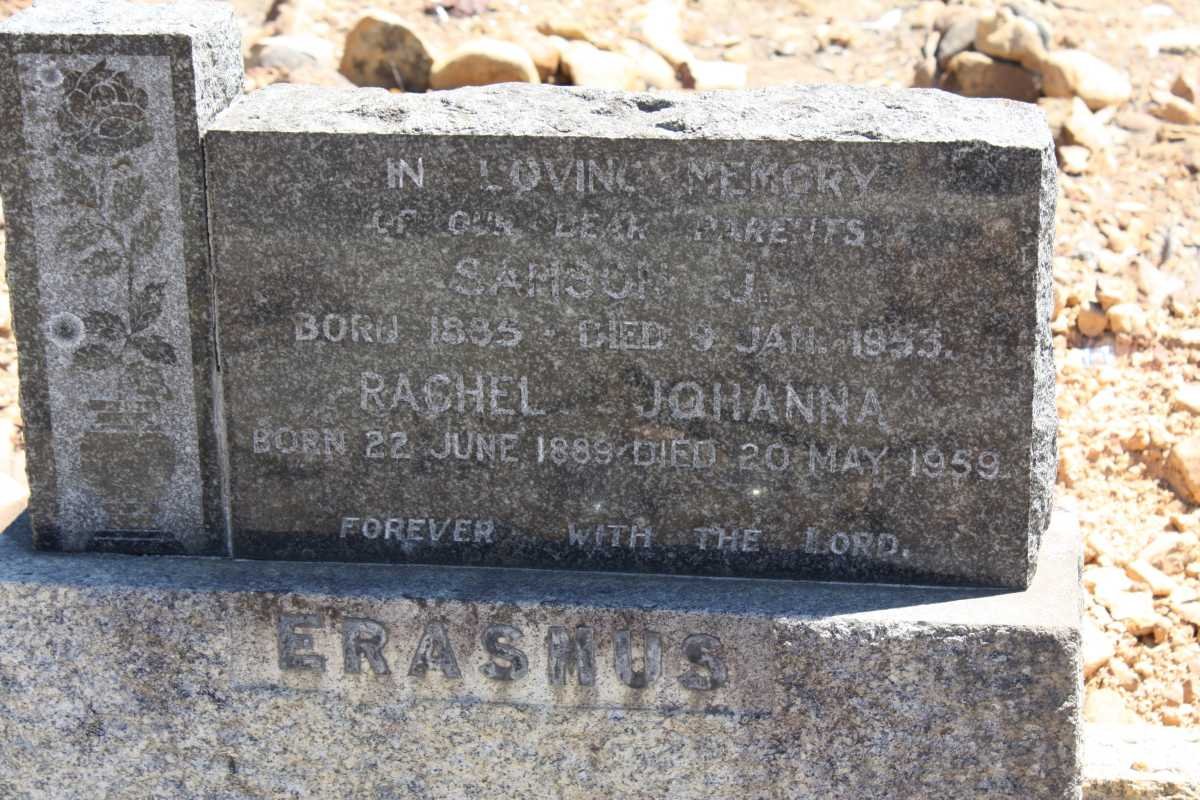 IN LOVING MEMORY
OF OUR DEAR PARENTS
SAMSON J.
BORN 1885 DIED 9 JAN. 1953.
RACHEL JOHANNA
BORN 22 JUNE 1889 DIED 20 MAY 1959
FOREVER WITH THE LORD.
ERASMUS